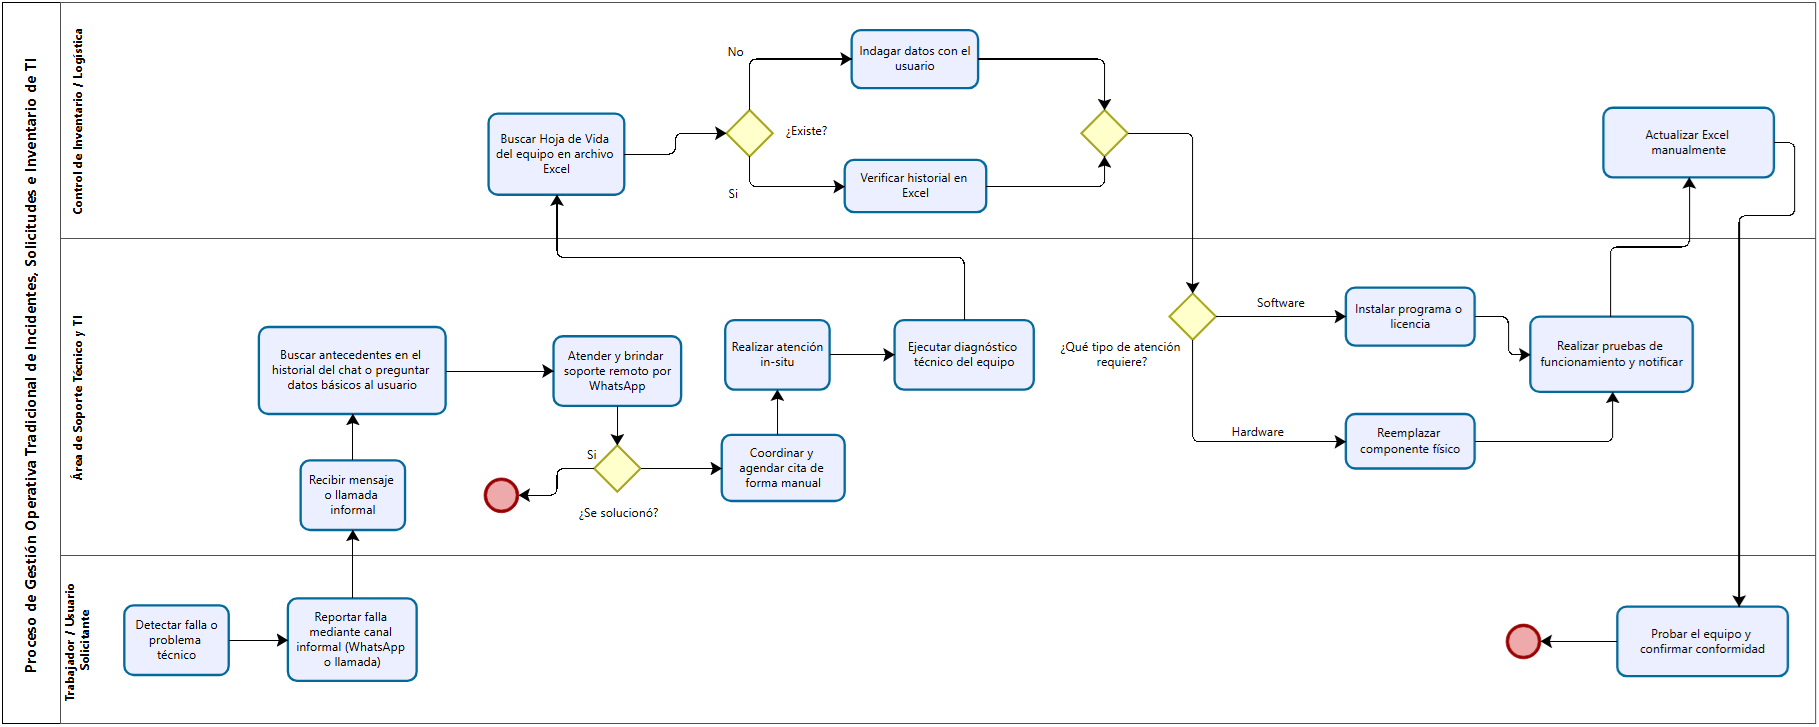 Proceso de Gestión Operativa Tradicional de Incidentes, Solicitudes e Inventario de TI
Control de Inventario / Logística
Buscar Hoja de Vida
del equipo en archivo
Excel
¿Existe?
No
Si
Indagar datos con el
usuario
Verificar historial en
Excel
Actualizar Excel
manualmente
Área de Soporte Técnico y TI
Recibir mensaje
o llamada
informal
Buscar antecedentes en el
historial del chat o preguntar
datos básicos al usuario
Atender y brindar
soporte remoto por
WhatsApp
Si
¿Se solucionó?
Coordinar y
agendar cita de
forma manual
Realizar atención
in-situ
Ejecutar diagnóstico
técnico del equipo
¿Qué tipo de atención
requiere?
Software
Hardware
Instalar programa o
licencia
Reemplazar
componente físico
Realizar pruebas de
funcionamiento y notificar
Trabajador / Usuario
Solicitante
Detectar falla o
problema
técnico
Reportar falla
mediante canal
informal (WhatsApp
o llamada)
Probar el equipo y
confirmar conformidad